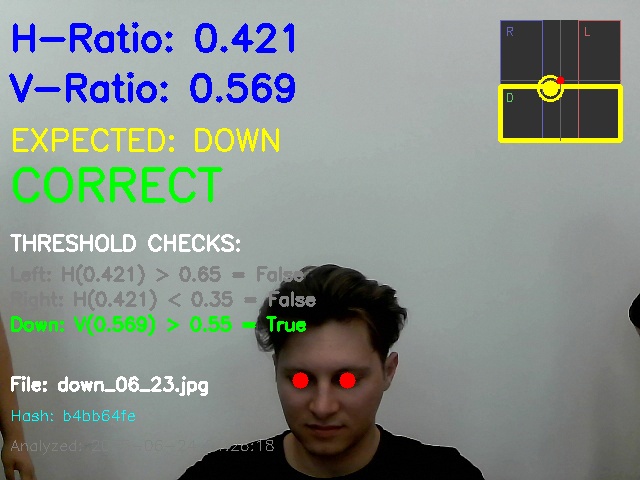 H-Ratio: 0.421
V-Ratio: 0.569
EXPECTED: DOWN
CORRECT
THRESHOLD CHECKS:
Left: H(0.421) > 0.65 = False
Right: H(0.421) < 0.35 = False
Down: V(0.569) > 0.55 = True
File: down_06_23.jpg
Hash: b4bb64fe
Analyzed:
R
L
D